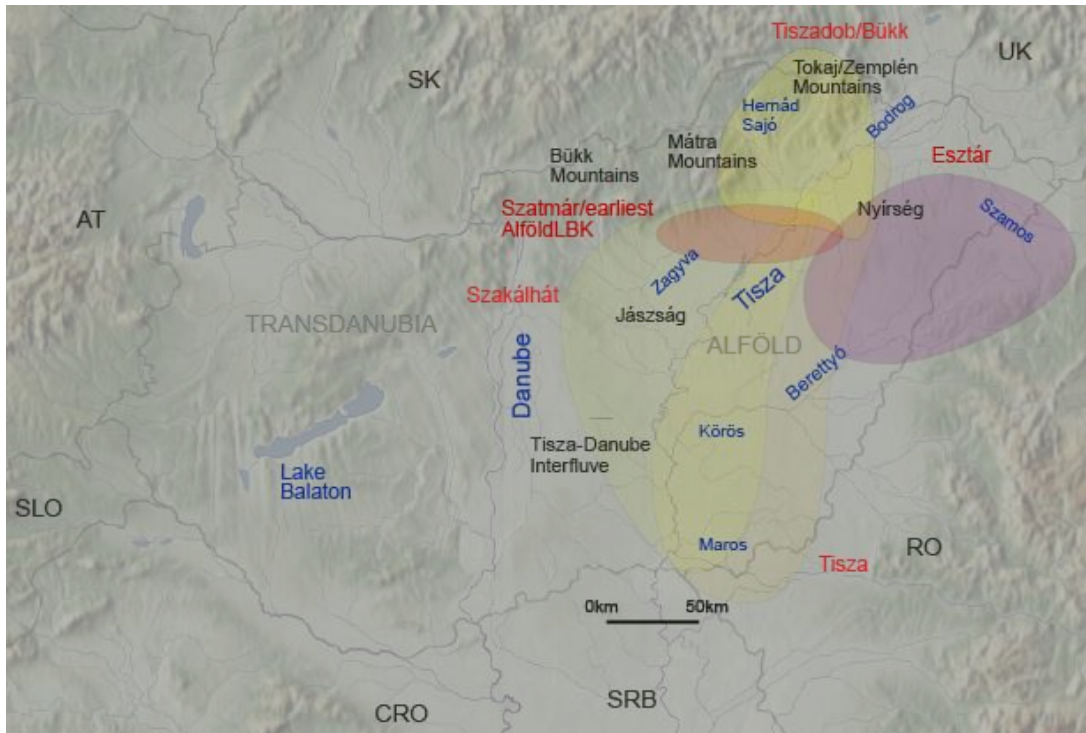 Tiszadob/Bükk
UK
SK
Tokaj/Zemplén
Mountains
Hernád
Sajó
Bodrog
Mátra
Mountains
Bükk
Mountains
Esztár
AT
Szatmár/earliest
AlföldLBK
Nyírség
Szamos
Zagyva
Tisza
Szakálhát
Jászság
TRANSDANUBIA
ALFÖLD
Danube
Berettyó
Körös
Tisza-Danube
Interfluve
Lake
Balaton
SLO
Maros
RO
Tisza
0km 50km
SRB
CRO